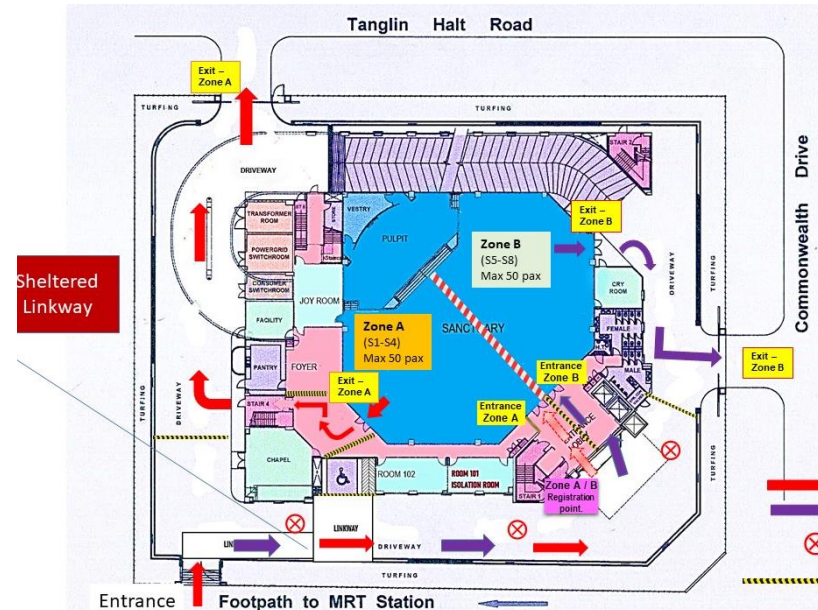 Tanglin Halt Road
Exit –
Zone A
TURFING
TURFING
TURFING
STAIR 2
DRIVEWAY
Commonwealth Drive
TRANSFORMER
ROOM
STORE
VESTRY
PULPIT
Exit –
Zone B
POWERGRID
SWITCHROOM
Zone B
(S5-S8)
Max 50 pax
Sheltered
Linkway
CONSUMER
SWITCHROOM
JOY ROOM
CRY
ROOM
DRIVEWAY
FACILITY
Zone A
(S1-S4)
Max 50 pax
SANCTUARY
FEMALE
PANTRY
FOYER
MALE
Exit –
Zone B
Exit –
Zone A
Entrance
Zone B
TURFING
DRIVEWAY
STAIR 4
Entrance
Zone A
ENTRANCE
LOBBY
TURFING
CHAPEL
ROOM 102
ROOM 101
ISOLATION ROOM
STAIR 1
Zone A / B
Registration
point.
LINKWAY
DRIVEWAY
TURFING
Entrance
Footpath to MRT Station